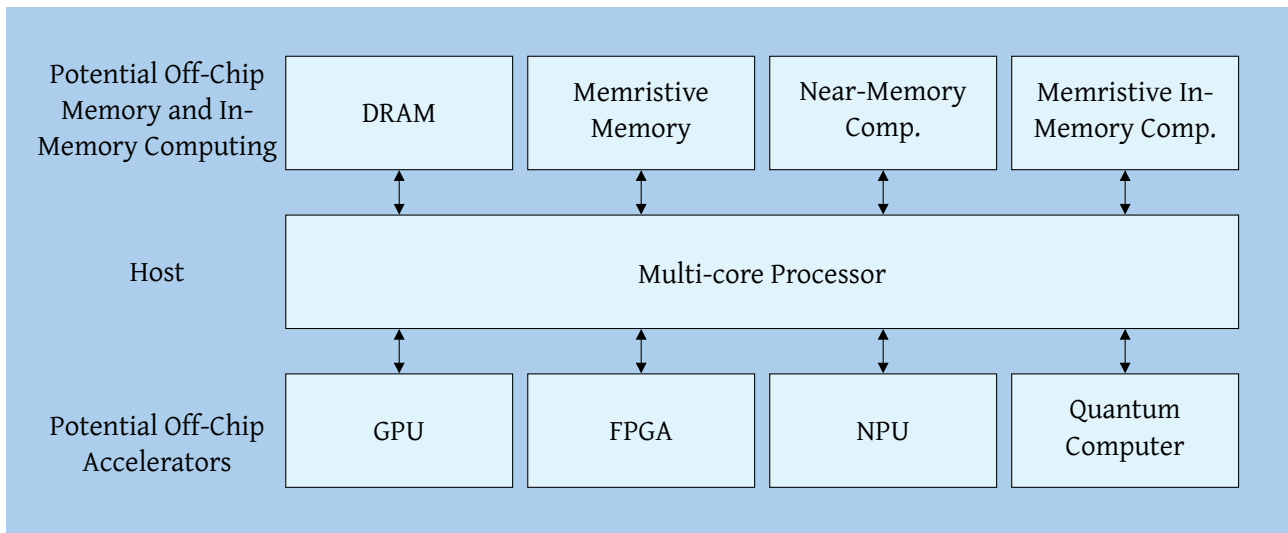 Potential Off-Chip
Memory and In-
Memory Computing
DRAM
Memristive
Memory
Near-Memory
Comp.
Memristive In-
Memory Comp.
Host
Multi-core Processor
Potential Off-Chip
Accelerators
GPU
FPGA
NPU
Quantum
Computer